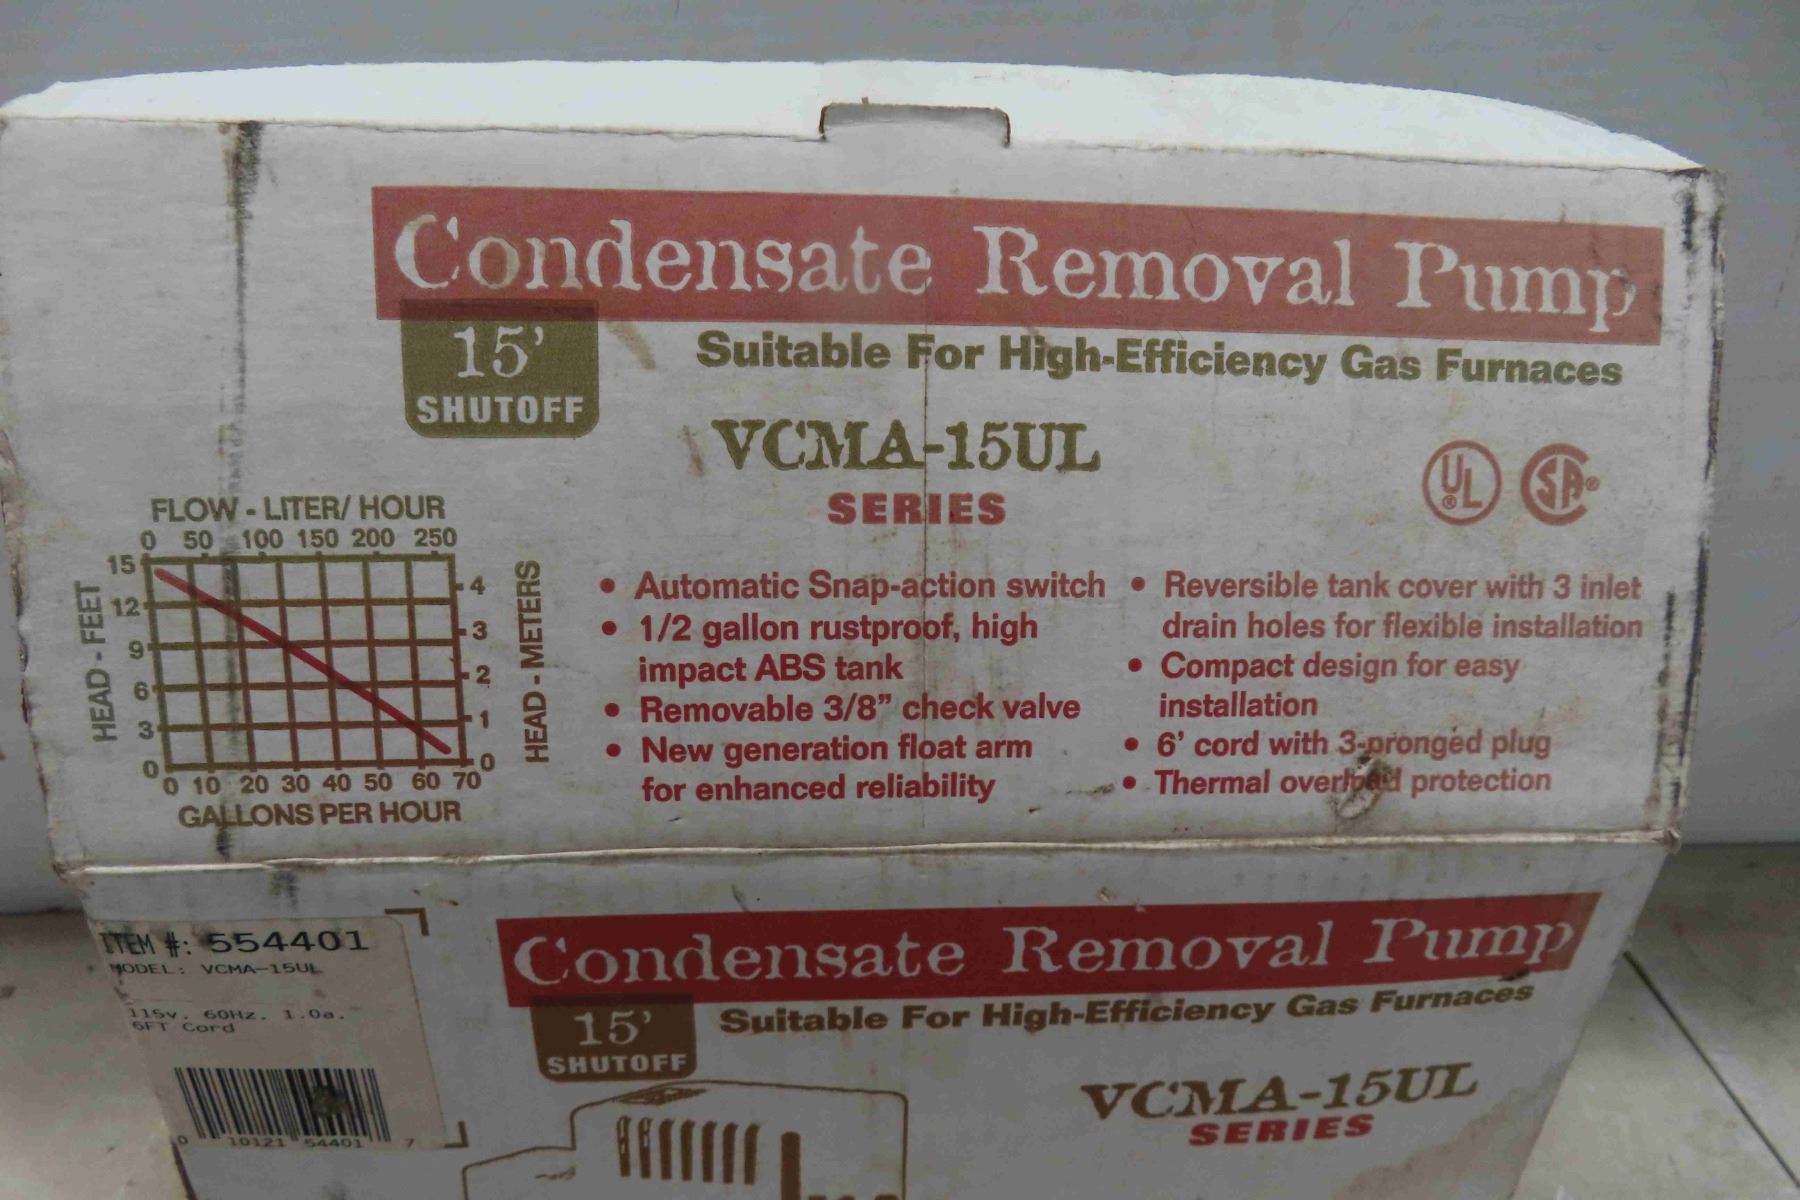 Condensate Removal Pump
15' SHUTOFF
Suitable For High-Efficiency Gas Furnaces
VCMA-15UL
SERIES
UL ® SA ®
FLOW - LITER/ HOUR
0 50 100 150 200 250
HEAD - FEET
15
12
9
6
3
0
4
3
2
1
0
HEAD - METERS
0 10 20 30 40 50 60 70
GALLONS PER HOUR
• Automatic Snap-action switch
• 1/2 gallon rustproof, high
impact ABS tank
• Removable 3/8" check valve
• New generation float arm
for enhanced reliability
• Reversible tank cover with 3 inlet
drain holes for flexible installation
• Compact design for easy
installation
• 6' cord with 3-pronged plug
• Thermal overload protection
ITEM #: 554401
MODEL: VCMA-15UL
115v. 60Hz. 1.0a.
6FT Cord
0 10121 54401 7
Condensate Removal Pump
15'
SHUTOFF
Suitable For High-Efficiency Gas Furnaces
VCMA-15UL
SERIES